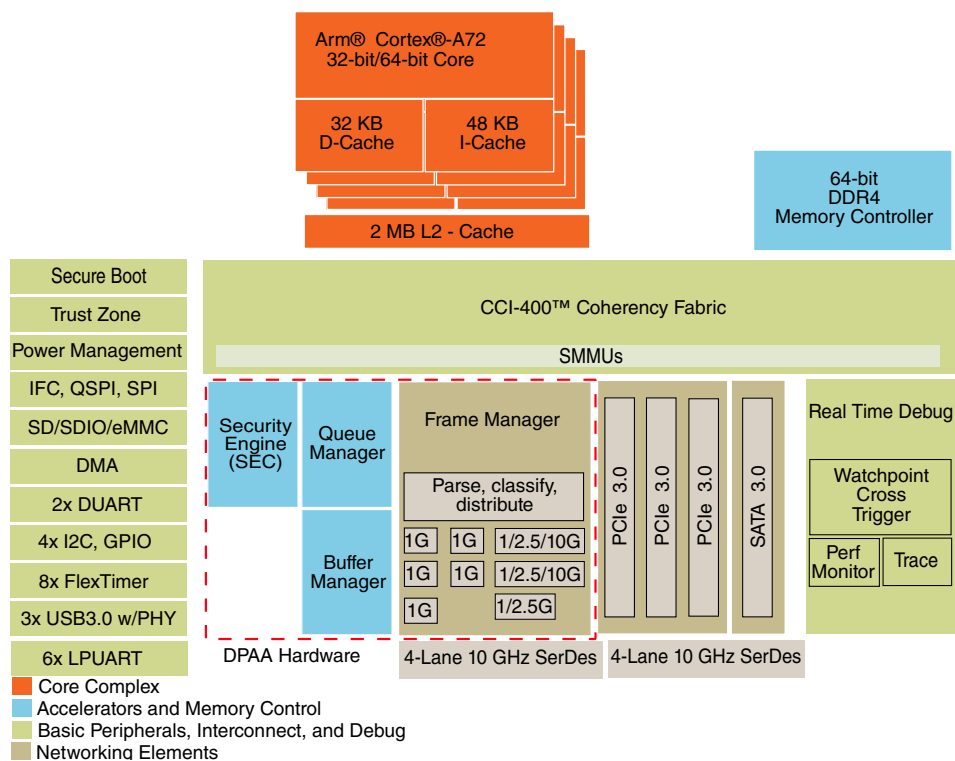 Arm® Cortex®-A72
32-bit/64-bit Core
32 KB
D-Cache
48 KB
I-Cache
2 MB L2 - Cache
64-bit
DDR4
Memory Controller
Secure Boot
Trust Zone
Power Management
IFC, QSPI, SPI
SD/SDIO/eMMC
DMA
2x DUART
4x I2C, GPIO
8x FlexTimer
3x USB3.0 w/PHY
6x LPUART
CCI-400™ Coherency Fabric
SMMUs
Security
Engine
(SEC)
Queue
Manager
Buffer
Manager
Frame Manager
Parse, classify,
distribute
1G
1G
1/2.5/10G
1G
1G
1/2.5/10G
1G
1/2.5G
PCIe 3.0
PCIe 3.0
PCIe 3.0
SATA 3.0
Real Time Debug
Watchpoint
Cross
Trigger
Perf
Monitor
Trace
DPAA Hardware
4-Lane 10 GHz SerDes
4-Lane 10 GHz SerDes
Core Complex
Accelerators and Memory Control
Basic Peripherals, Interconnect, and Debug
Networking Elements